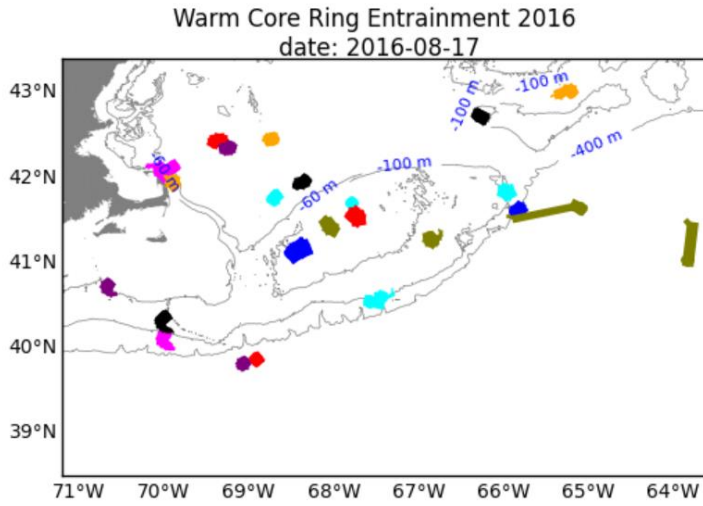 Warm Core Ring Entrainment 2016
date: 2016-08-17
43°N
42°N
41°N
40°N
39°N
-100 m
-100 m
-400 m
-100 m
-60 m
-60 m
71°W 70°W 69°W 68°W 67°W 66°W 65°W 64°W